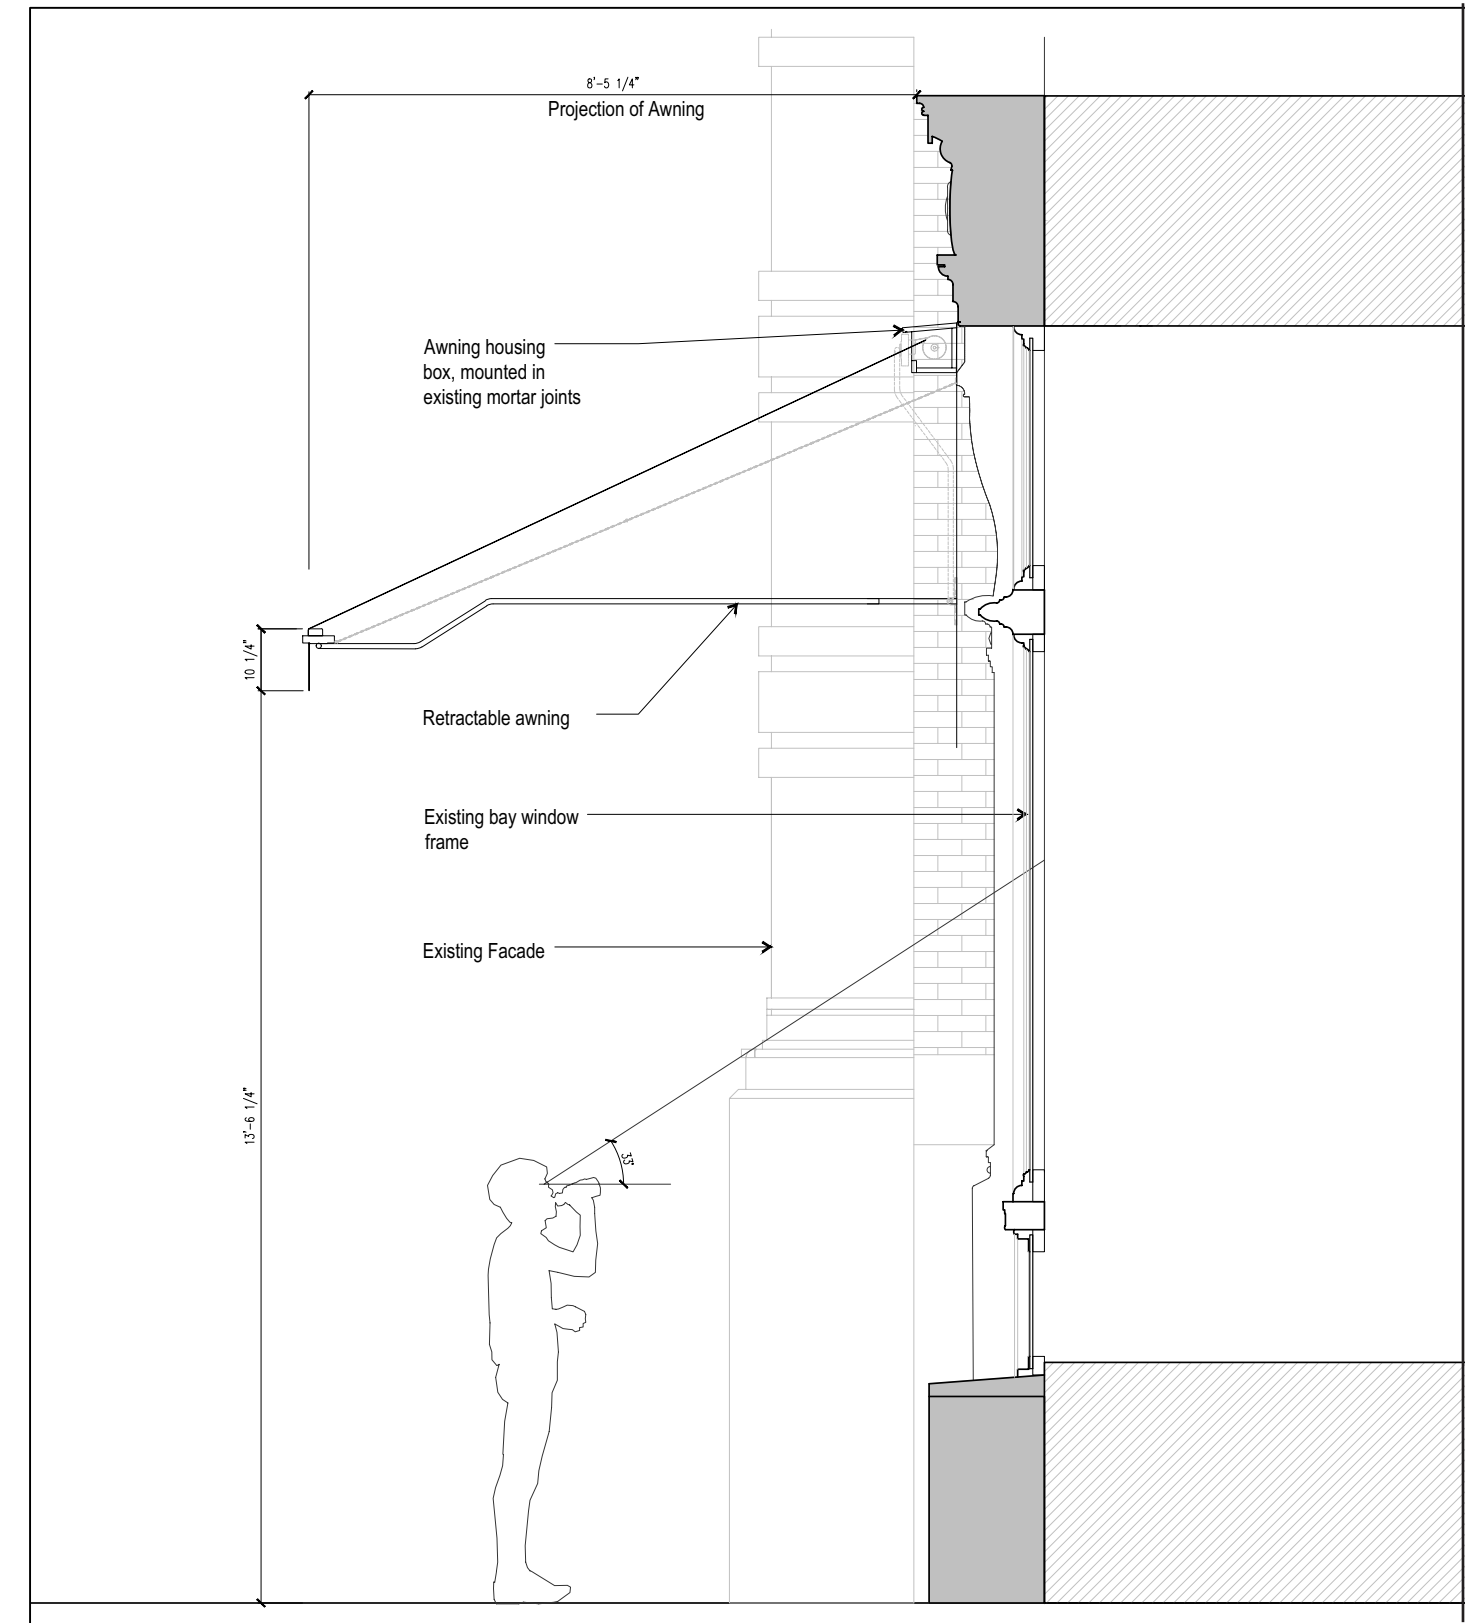 8'-5 1/4"
Projection of Awning
Awning housing
box, mounted in
existing mortar joints
10 1/4"
Retractable awning
Existing bay window
frame
Existing Facade
13'-6 1/4"
33°